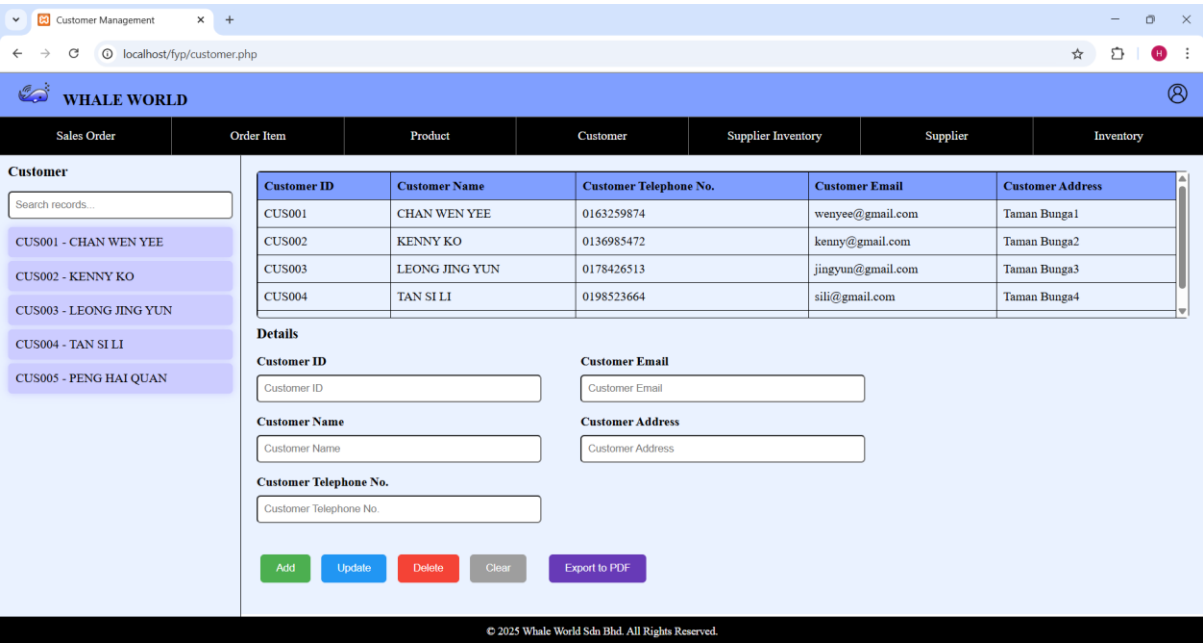 Customer Management
localhost/fyp/customer.php
H
WHALE WORLD
Sales Order Order Item Product Customer Supplier Inventory Supplier Inventory
Customer
Search records...
CUS001 - CHAN WEN YEE
CUS002 - KENNY KO
CUS003 - LEONG JING YUN
CUS004 - TAN SI LI
CUS005 - PENG HAI QUAN
Customer ID Customer Name Customer Telephone No. Customer Email Customer Address
CUS001 CHAN WEN YEE 0163259874 wenyee@gmail.com Taman Bunga1
CUS002 KENNY KO 0136985472 kenny@gmail.com Taman Bunga2
CUS003 LEONG JING YUN 0178426513 jingyun@gmail.com Taman Bunga3
CUS004 TAN SI LI 0198523664 sili@gmail.com Taman Bunga4
Details
Customer ID Customer Email
Customer ID Customer Email
Customer Name Customer Address
Customer Name Customer Address
Customer Telephone No.
Customer Telephone No.
Add Update Delete Clear Export to PDF
© 2025 Whale World Sdn Bhd. All Rights Reserved.